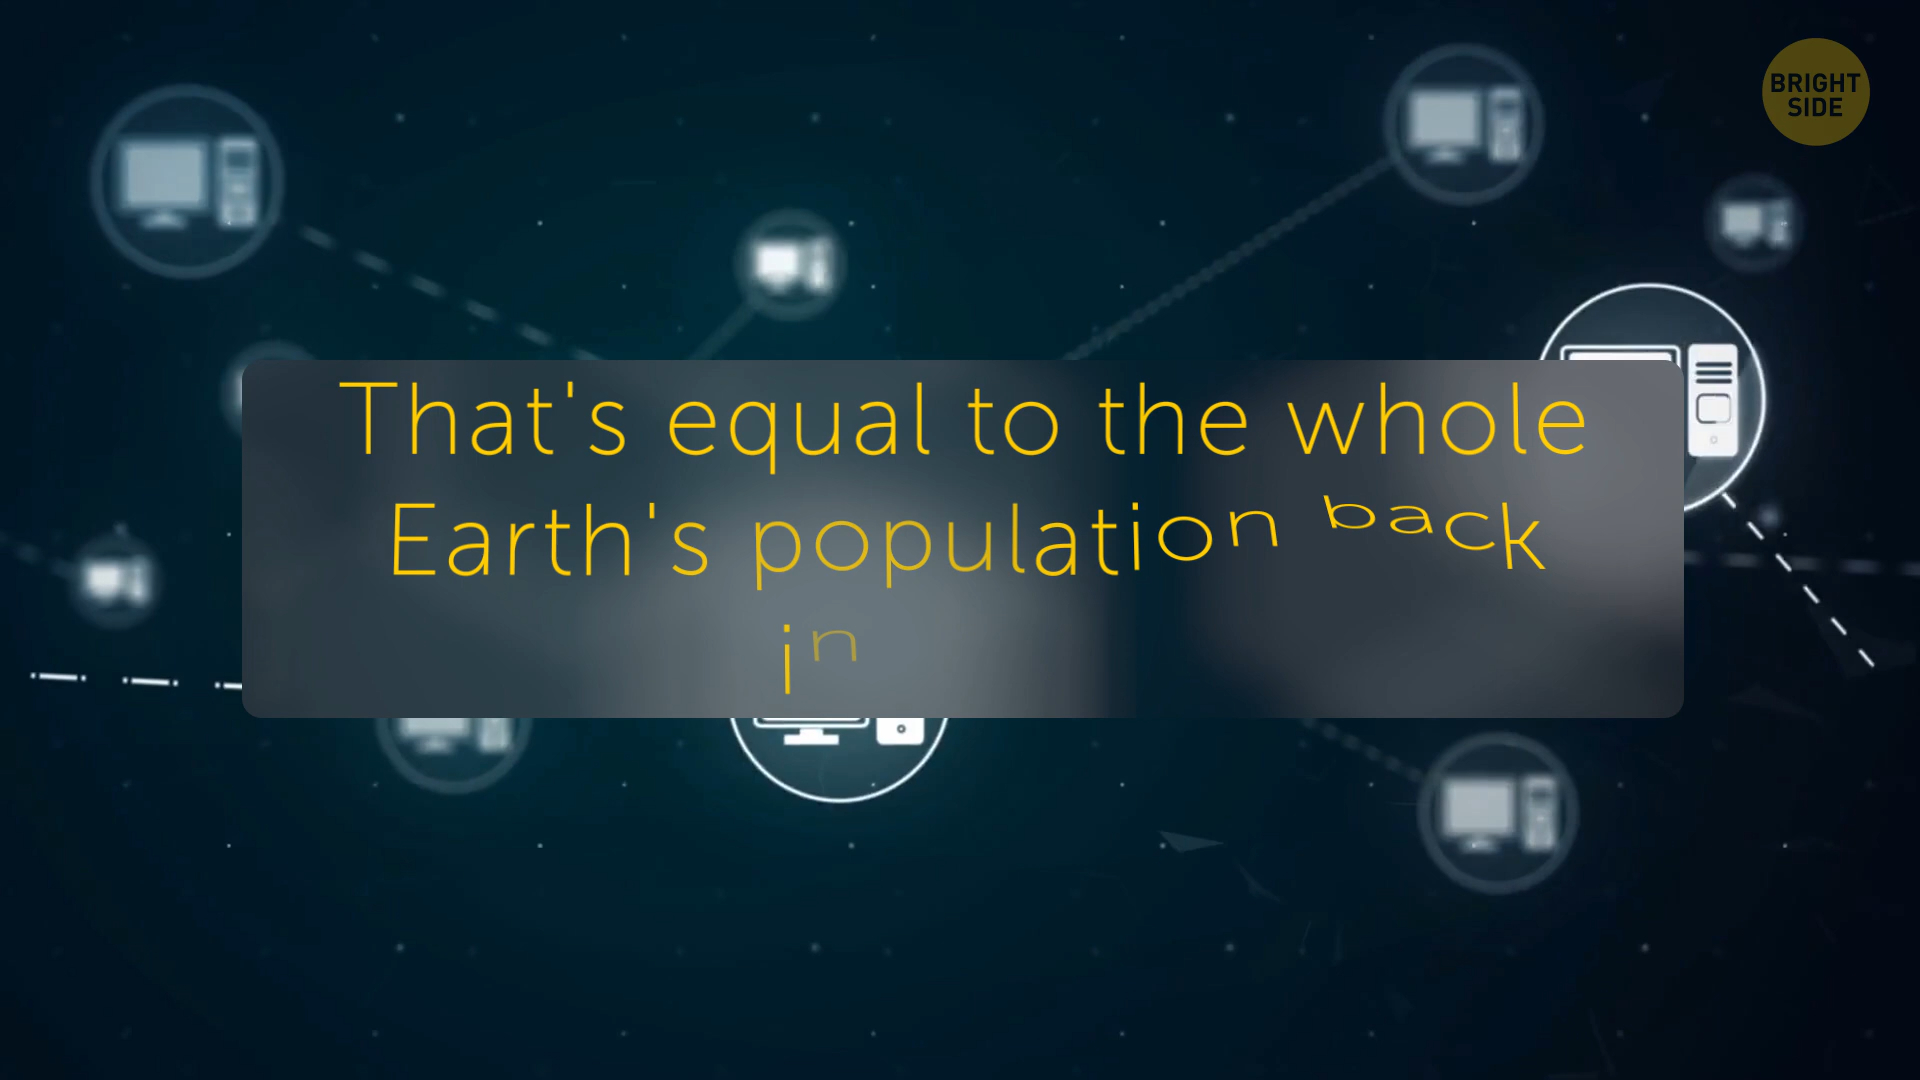 BRIGHT
SIDE
That's equal to the whole
Earth's population back
in